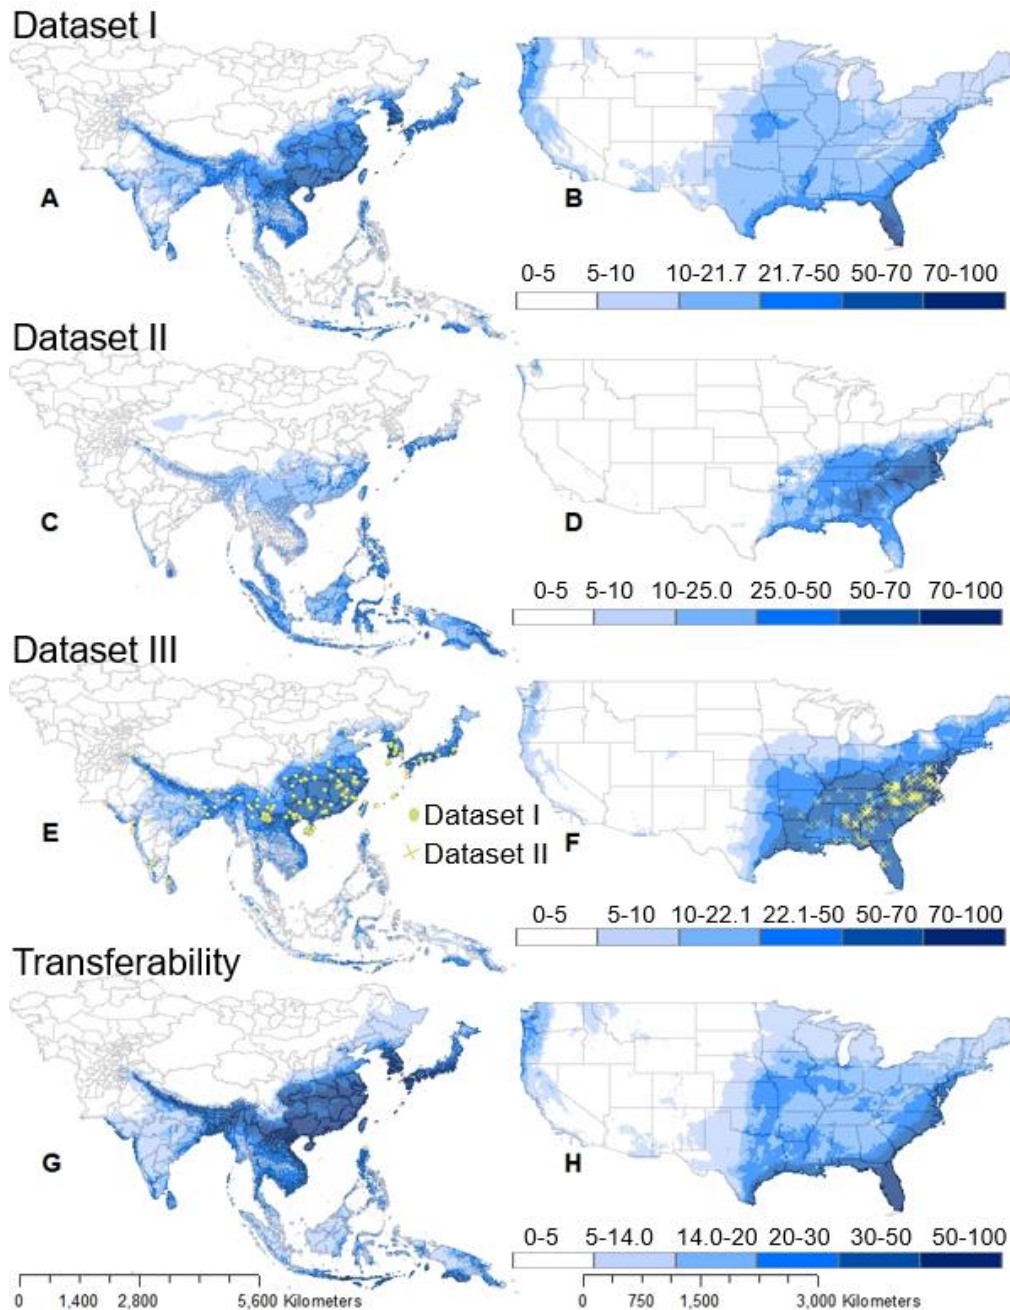 Dataset I
A
B
0-5 5-10 10-21.7 21.7-50 50-70 70-100
Dataset II
C
D
0-5 5-10 10-25.0 25.0-50 50-70 70-100
Dataset III
E
Dataset I
Dataset II
F
0-5 5-10 10-22.1 22.1-50 50-70 70-100
Transferability
G
H
0-5 5-14.0 14.0-20 20-30 30-50 50-100
0 1,400 2,800 5,600 Kilometers
0 750 1,500 3,000 Kilometers